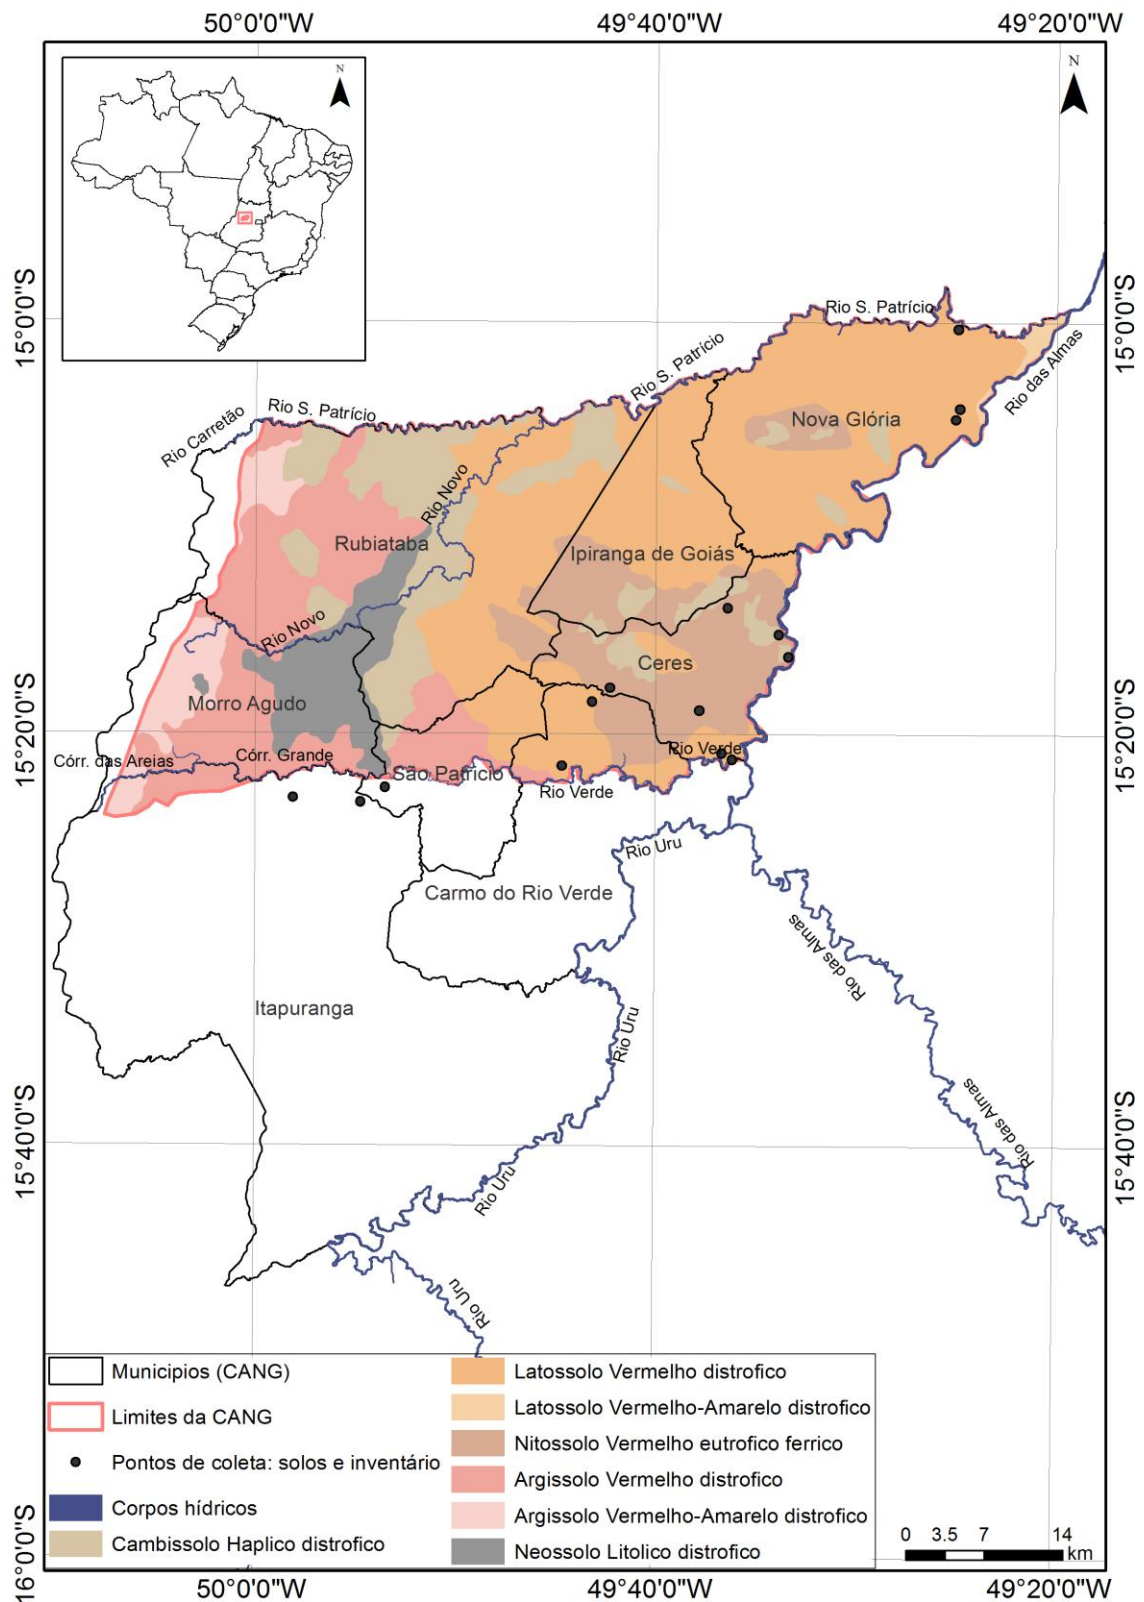 50°0'0"W
49°40'0"W
49°20'0"W
N
N
15°0'0"S
15°0'0"S
Rio S. Patrício
Rio das Almas
Rio S. Patrício
Rio S. Patrício
Rio Carretão
Nova Glória
Rio Novo
Rubiataba
Ipiranga de Goiás
Rio Novo
Ceres
Morro Agudo
15°20'0"S
15°20'0"S
Rio Verde
Córr. das Areias
Córr. Grande
São Patrício
Rio Verde
Rio Uru
Carmo do Rio Verde
Rio das Almas
Itapuranga
Rio Uru
Rio das Almas
15°40'0"S
15°40'0"S
Rio Uru
Rio Uru
Municipios (CANG)
Limites da CANG
Pontos de coleta: solos e inventário
Corpos hídricos
Cambissolo Haplico distrofico
Latossolo Vermelho distrofico
Latossolo Vermelho-Amarelo distrofico
Nitossolo Vermelho eutrofico ferrico
Argissolo Vermelho distrofico
Argissolo Vermelho-Amarelo distrofico
Neossolo Litolico distrofico
0 3.5 7 14
km
16°0'0"S
16°0'0"S
50°0'0"W
49°40'0"W
49°20'0"W